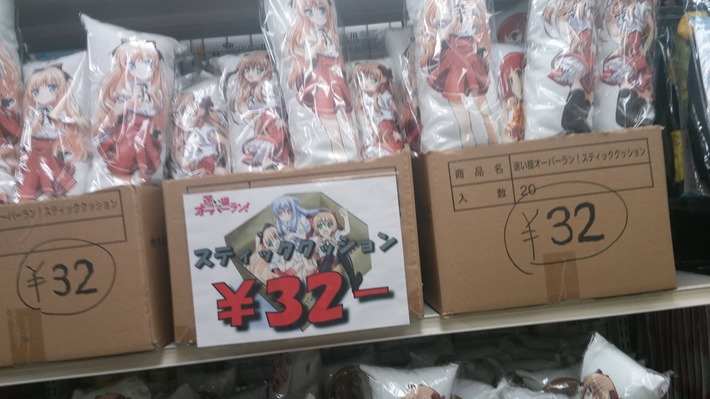 オーバーラン！スティッククッション
¥32
迷い猫
オーバーラン!
スティッククッション
¥32-
商品名 迷い猫オーバーラン！スティッククッション
入数 20
¥32